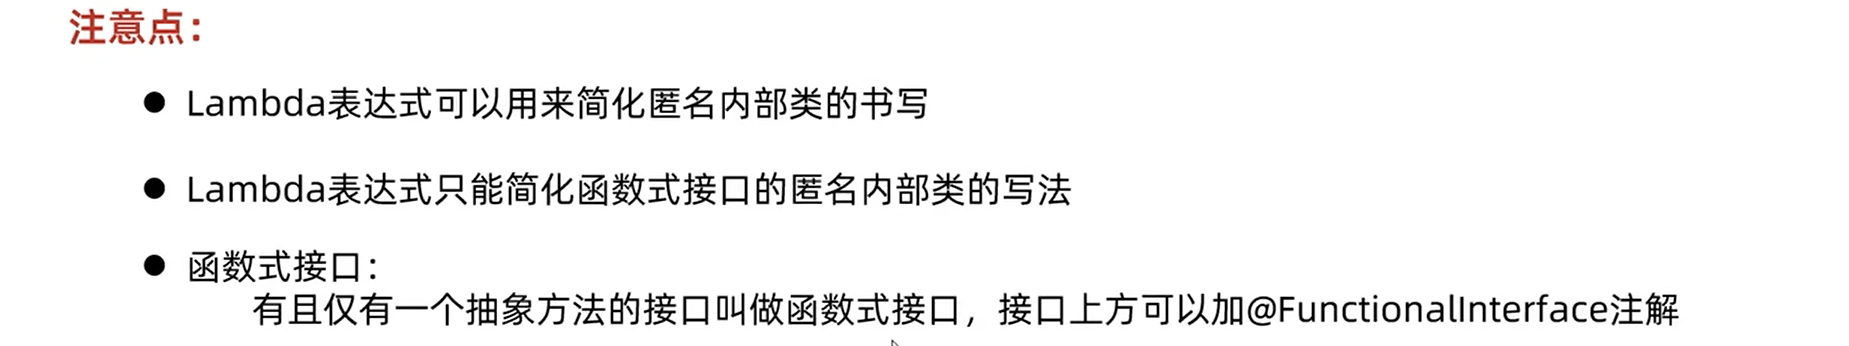 注意点：
● Lambda表达式可以用来简化匿名内部类的书写
● Lambda表达式只能简化函数式接口的匿名内部类的写法
● 函数式接口：
有且仅有一个抽象方法的接口叫做函数式接口，接口上方可以加@FunctionalInterface注解